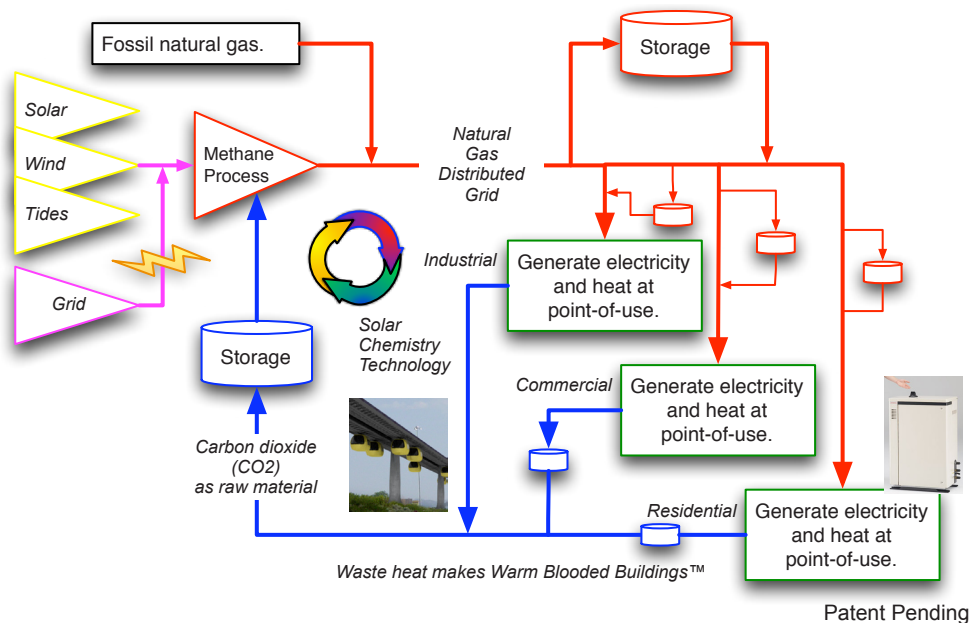 Fossil natural gas.
Storage
Solar
Wind
Tides
Grid
Methane
Process
Natural
Gas
Distributed
Grid
Industrial
Generate electricity
and heat at
point-of-use.
Solar
Chemistry
Technology
Storage
Commercial
Generate electricity
and heat at
point-of-use.
Carbon dioxide
(CO2)
as raw material
Residential
Generate electricity
and heat at
point-of-use.
Waste heat makes Warm Blooded Buildings™
Patent Pending